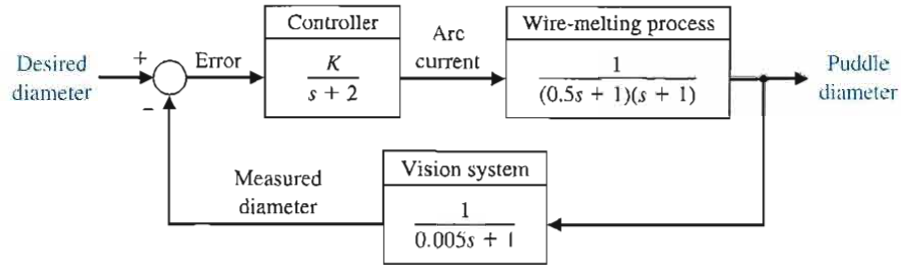 Controller
Wire-melting process
Desired
diameter
+
−
Error
K
s + 2
Arc
current
1
(0.5s + 1)(s + 1)
Puddle
diameter
Measured
diameter
Vision system
1
0.005s + 1